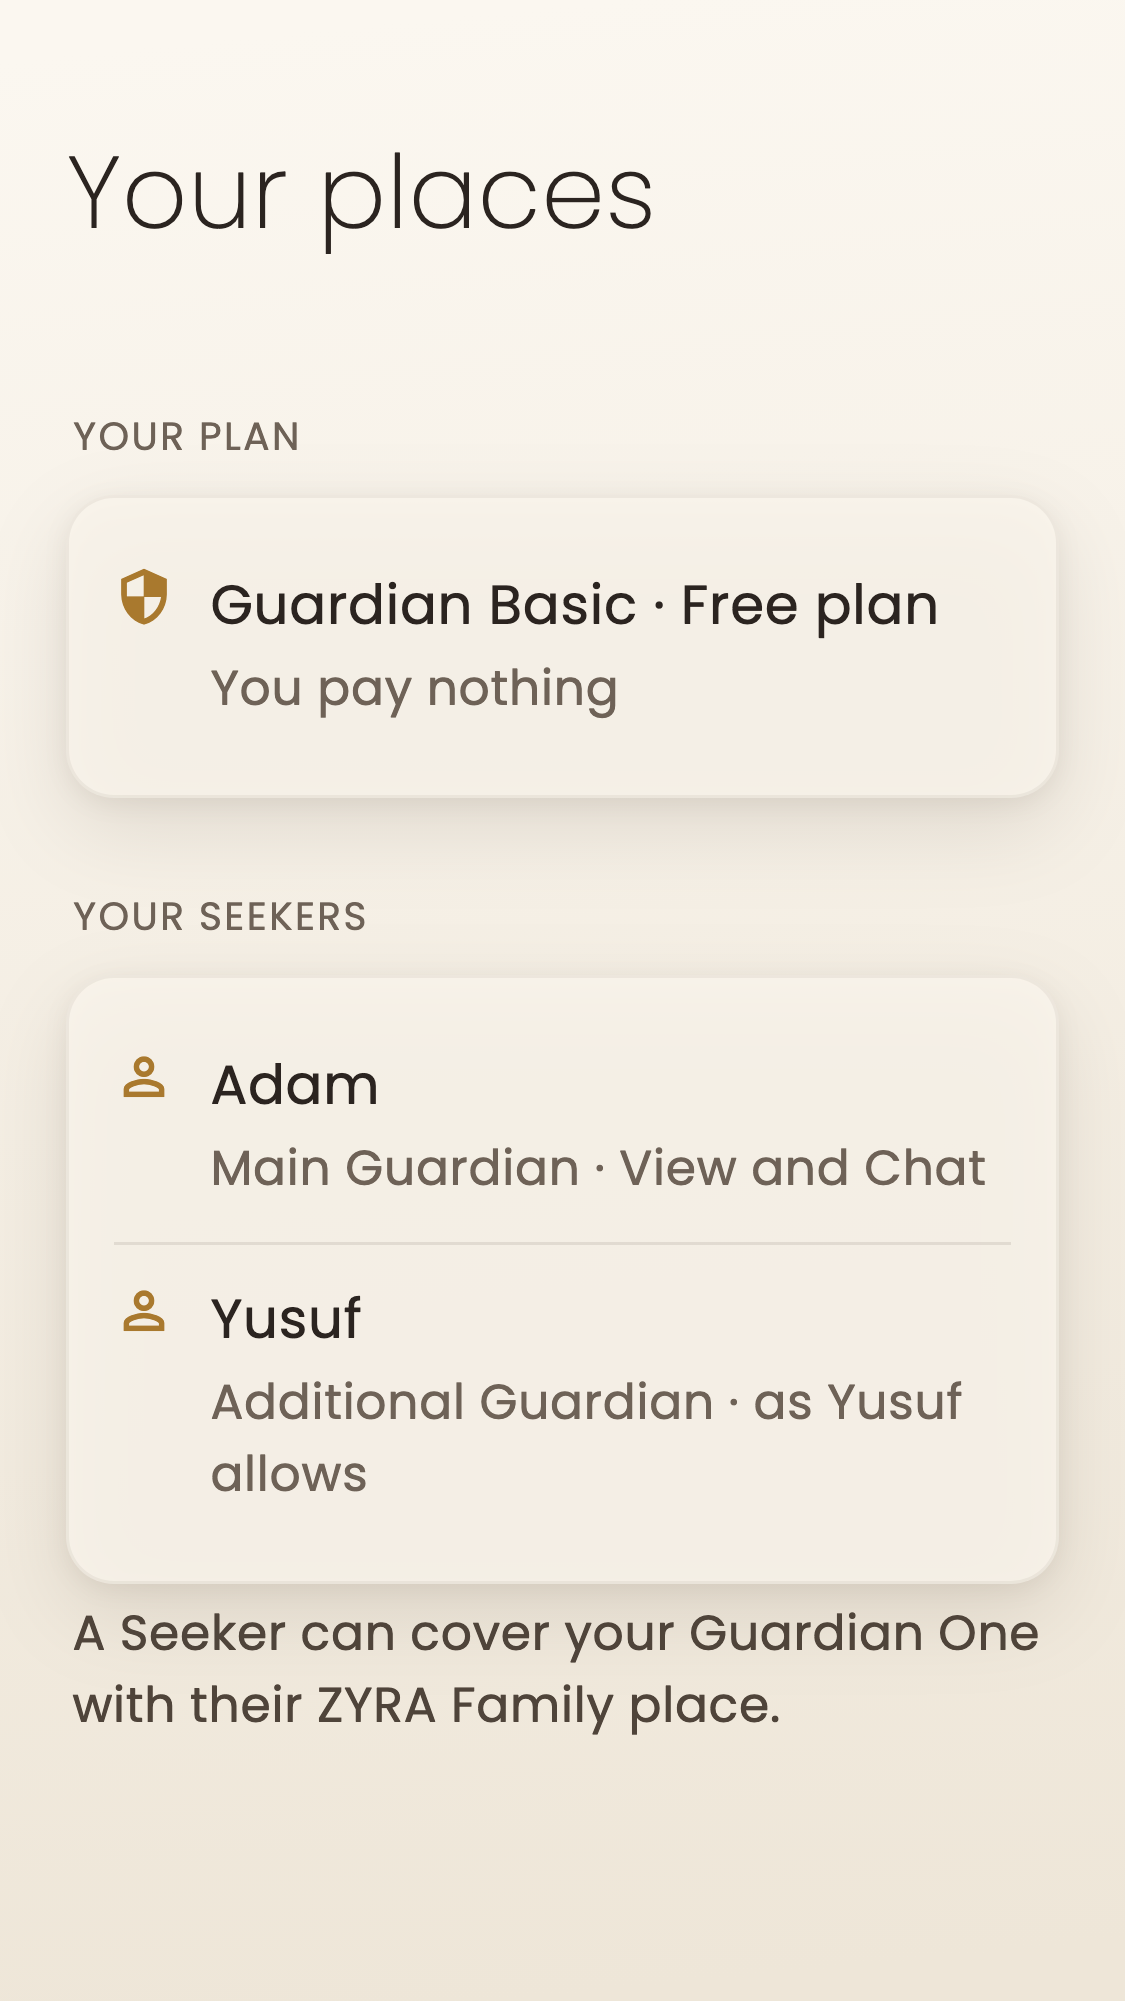 Your places
YOUR PLAN
Guardian Basic · Free plan
You pay nothing
YOUR SEEKERS
Adam
Main Guardian · View and Chat
Yusuf
Additional Guardian · as Yusuf
allows
A Seeker can cover your Guardian One
with their ZYRA Family place.